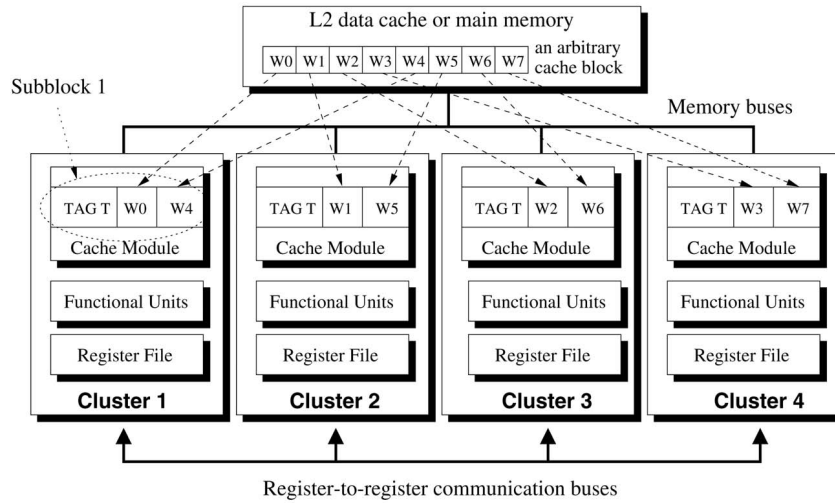 L2 data cache or main memory
W0 W1 W2 W3 W4 W5 W6 W7
an arbitrary
cache block
Subblock 1
Memory buses
TAG T W0 W4
Cache Module
Functional Units
Register File
Cluster 1
TAG T W1 W5
Cache Module
Functional Units
Register File
Cluster 2
TAG T W2 W6
Cache Module
Functional Units
Register File
Cluster 3
TAG T W3 W7
Cache Module
Functional Units
Register File
Cluster 4
Register-to-register communication buses